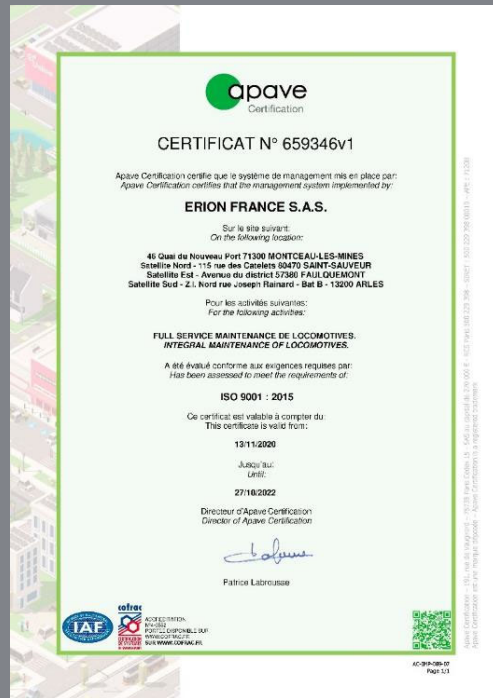 apave
Certification
CERTIFICAT N° 659346v1
Apave Certification certifie que le système de management mis en place par:
Apave Certification certifies that the management system implemented by:
ERION FRANCE S.A.S.
Sur le site suivant:
On the following location:
46 Quai du Nouveau Port 71300 MONTCEAU-LES-MINES
Satellite Nord - 115 rue des Catelets 60470 SAINT-SAUVEUR
Satellite Est - Avenue du district 57380 FAULQUEMONT
Satellite Sud - Z.I. Nord rue Joseph Rainard - Bat B - 13200 ARLES
Pour les activités suivantes:
For the following activities:
FULL SERVICE MAINTENANCE DE LOCOMOTIVES.
INTEGRAL MAINTENANCE OF LOCOMOTIVES.
A été évalué conforme aux exigences requises par:
Has been assessed to meet the requirements of:
ISO 9001 : 2015
Ce certificat est valable à compter du:
This certificate is valid from:
13/11/2020
Jusqu'au:
Until:
27/10/2022
Directeur d'Apave Certification
Director of Apave Certification
Patrice Labrousse
IAF
cofrac
ACCREDITATION
PORTEE DISPONIBLE SUR
WWW.COFRAC.FR
Page 1/1